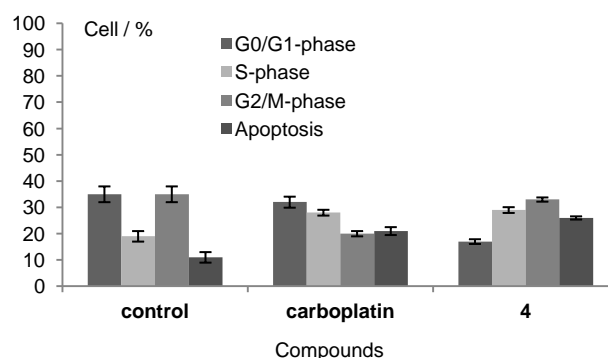 100
90
80
70
60
50
40
30
20
10
0
Cell / %
G0/G1-phase
S-phase
G2/M-phase
Apoptosis
control carboplatin 4
Compounds